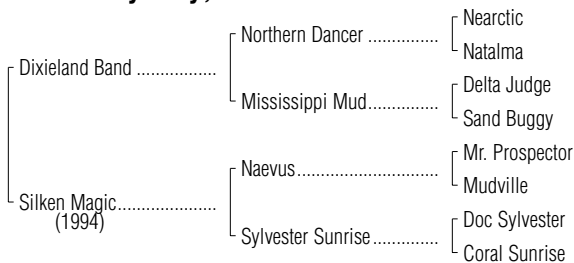 Nearctic
Northern Dancer ...............
Natalma
Dixieland Band .................
Delta Judge
Mississippi Mud...............
Sand Buggy
Mr. Prospector
Naevus..............................
Mudville
Silken Magic.....................
(1994)
Doc Sylvester
Sylvester Sunrise..............
Coral Sunrise